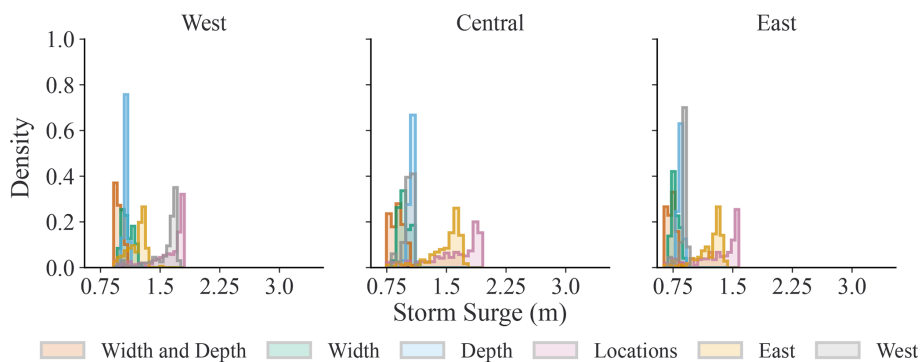 West Central East
1.0
0.8
0.6
0.4
0.2
0.0
Density
0.75 1.5 2.25 3.0 0.75 1.5 2.25 3.0 0.75 1.5 2.25 3.0
Storm Surge (m)
Width and Depth Width Depth Locations East West